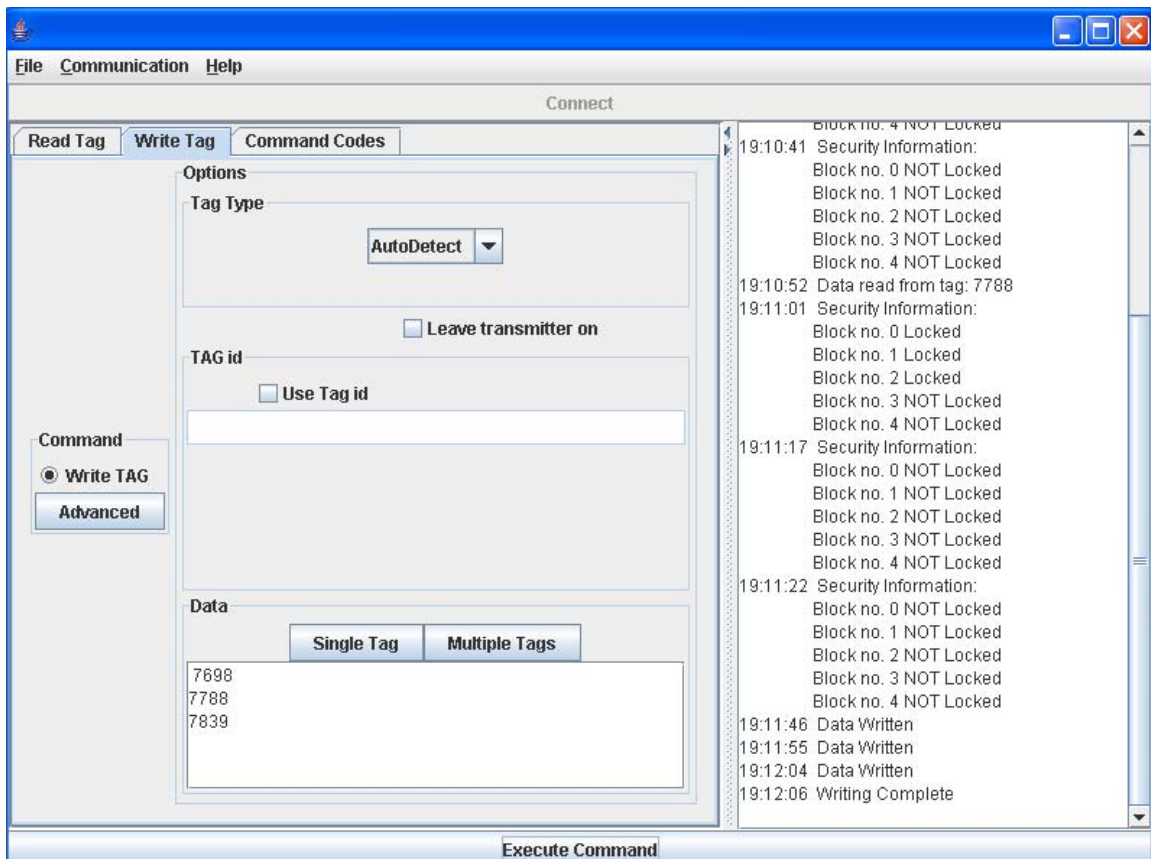 File Communication Help
Connect
Read Tag Write Tag Command Codes
Options
Tag Type
AutoDetect
Leave transmitter on
TAG id
Use Tag id
Command
Write TAG
Advanced
Data
Single Tag Multiple Tags
7698
7788
7839
Block no. 4 NOT Locked
19:10:41 Security Information:
Block no. 0 NOT Locked
Block no. 1 NOT Locked
Block no. 2 NOT Locked
Block no. 3 NOT Locked
Block no. 4 NOT Locked
19:10:52 Data read from tag: 7788
19:11:01 Security Information:
Block no. 0 Locked
Block no. 1 Locked
Block no. 2 Locked
Block no. 3 NOT Locked
Block no. 4 NOT Locked
19:11:17 Security Information:
Block no. 0 NOT Locked
Block no. 1 NOT Locked
Block no. 2 NOT Locked
Block no. 3 NOT Locked
Block no. 4 NOT Locked
19:11:22 Security Information:
Block no. 0 NOT Locked
Block no. 1 NOT Locked
Block no. 2 NOT Locked
Block no. 3 NOT Locked
Block no. 4 NOT Locked
19:11:46 Data Written
19:11:55 Data Written
19:12:04 Data Written
19:12:06 Writing Complete
Execute Command